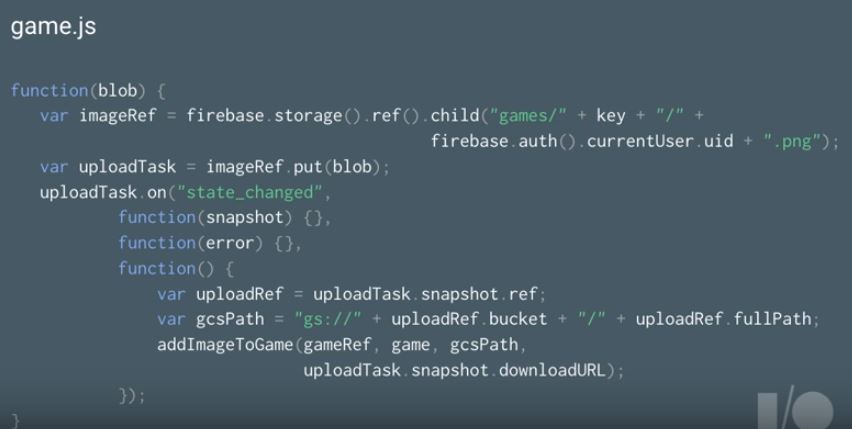 game.js
function(blob) {
var imageRef = firebase.storage().ref().child("games/" + key + "/" +
firebase.auth().currentUser.uid + ".png");
var uploadTask = imageRef.put(blob);
uploadTask.on("state_changed",
function(snapshot) {},
function(error) {},
function() {
var uploadRef = uploadTask.snapshot.ref;
var gcsPath = "gs://" + uploadRef.bucket + "/" + uploadRef.fullPath;
addImageToGame(gameRef, game, gcsPath,
uploadTask.snapshot.downloadURL);
});
}
I/O